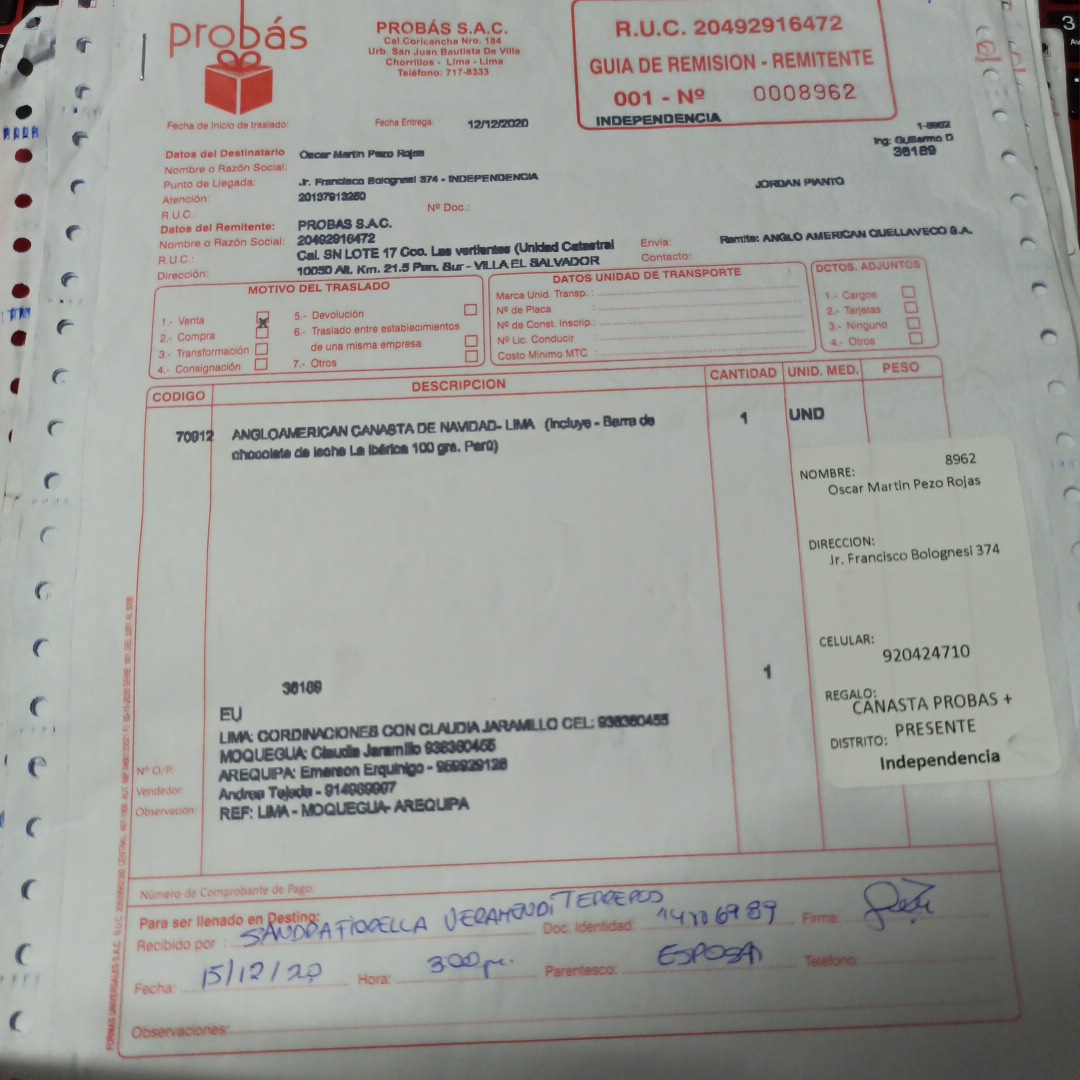 probás
PROBÁS S.A.C.
Cal.Coricancha Nro. 184
Urb. San Juan Bautista De Villa
Chorrillos - Lima - Lima
Teléfono: 717-8333
R.U.C. 20492916472
GUIA DE REMISION - REMITENTE
001 - Nº 0008962
INDEPENDENCIA
Fecha de Inicio de traslado:
Fecha Entrega: 12/12/2020
1-8962
Ing: Guillermo D
36189
Datos del Destinatario Oscar Martin Pezo Rojas
Nombre o Razón Social:
Punto de Llegada: Jr. Francisco Bolognesi 374 - INDEPENDENCIA
JORDAN PIANTO
Atención: 20137913250
R.U.C.: Nº Doc.:
Datos del Remitente: PROBAS S.A.C.
Nombre o Razón Social: 20492916472
R.U.C.: Cal. SN LOTE 17 Cco. Las vertientes (Unidad Catastral
Dirección: 10050 Alt. Km. 21.5 Pan. Sur - VILLA EL SALVADOR
Envia: Remite: ANGLO AMERICAN QUELLAVECO S.A.
Contacto:
MOTIVO DEL TRASLADO
1.- Venta X
2.- Compra
3.- Transformación
4.- Consignación
5.- Devolución
6.- Traslado entre establecimientos
de una misma empresa
7.- Otros
DATOS UNIDAD DE TRANSPORTE
Marca Unid. Transp. :
Nº de Placa :
Nº de Const. Inscrip.:
Nº Lic. Conducir :
Costo Mínimo MTC :
DCTOS. ADJUNTOS
1.- Cargos
2.- Tarjetas
3.- Ninguno
4.- Otros
CODIGO DESCRIPCION CANTIDAD UNID. MED. PESO
70912 ANGLOAMERICAN CANASTA DE NAVIDAD- LIMA (Incluye - Barra de 1 UND
chocolate de leche La Ibérica 100 grs. Perú)
8962
NOMBRE:
Oscar Martin Pezo Rojas
DIRECCION:
Jr. Francisco Bolognesi 374
CELULAR:
920424710
REGALO:
CANASTA PROBAS +
PRESENTE
DISTRITO:
Independencia
1
36189
EU
LIMA: CORDINACIONES CON CLAUDIA JARAMILLO CEL: 938360455
MOQUEGUA: Claudia Jaramillo 938360455
Nº O/P: AREQUIPA: Emerson Erquinigo - 959929126
Vendedor: Andrea Tejada - 914989997
Observación: REF: LIMA - MOQUEGUA- AREQUIPA
Número de Comprobante de Pago:
Para ser llenado en Destino:
Recibido por : SANDRA FIORELLA VERAMENDI TERREROS Doc. Identidad: Firma:
Fecha: 15/12/20 Hora: 3:00 pm. Parentesco: ESPOSA Teléfono:
Observaciones: